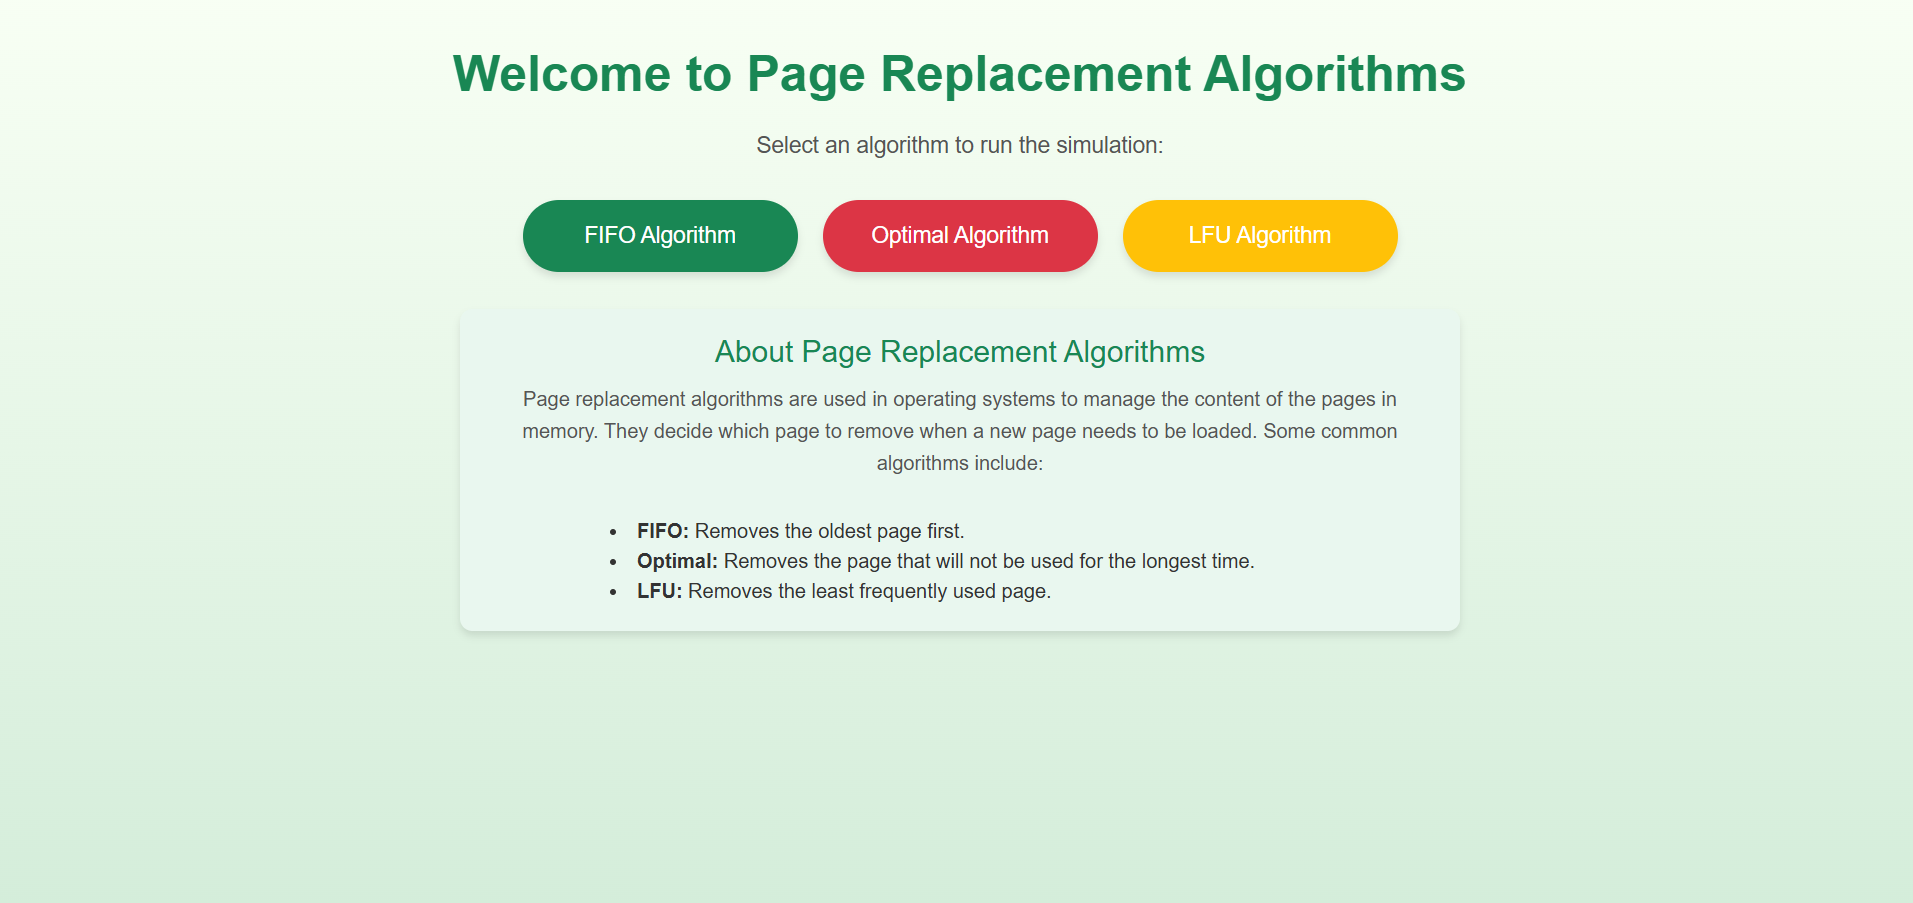 Welcome to Page Replacement Algorithms
Select an algorithm to run the simulation:
FIFO Algorithm
Optimal Algorithm
LFU Algorithm
About Page Replacement Algorithms
Page replacement algorithms are used in operating systems to manage the content of the pages in
memory. They decide which page to remove when a new page needs to be loaded. Some common
algorithms include:
• FIFO: Removes the oldest page first.
• Optimal: Removes the page that will not be used for the longest time.
• LFU: Removes the least frequently used page.